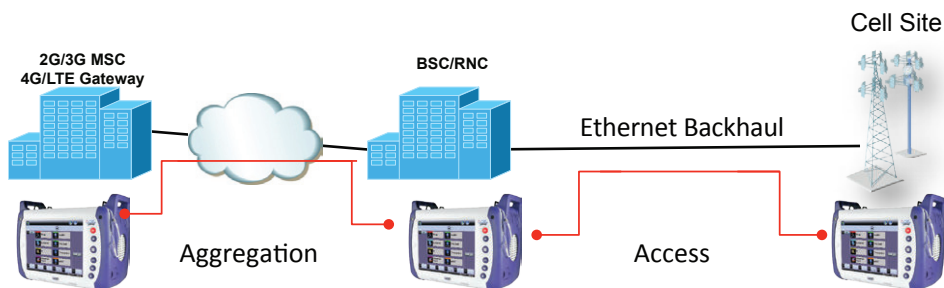 Cell Site
2G/3G MSC
4G/LTE Gateway
BSC/RNC
Ethernet Backhaul
Aggregation
Access